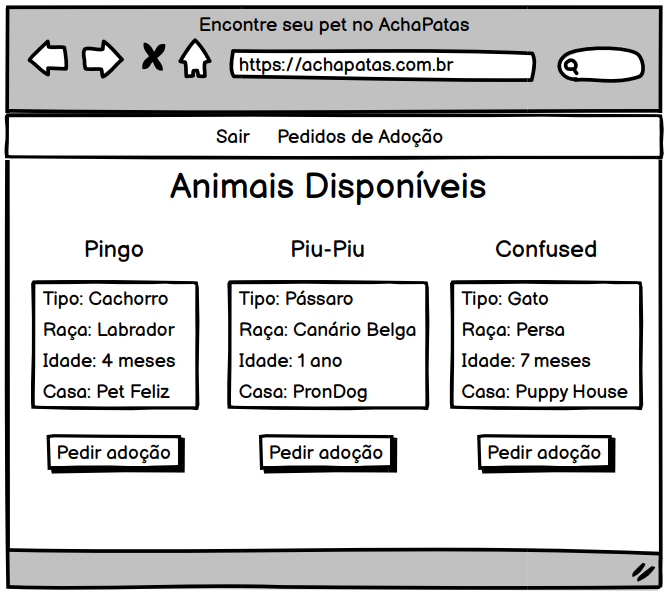 Encontre seu pet no AchaPatas
https://achapatas.com.br
Sair Pedidos de Adoção
Animais Disponíveis
Pingo
Tipo: Cachorro
Raça: Labrador
Idade: 4 meses
Casa: Pet Feliz
Pedir adoção
Piu-Piu
Tipo: Pássaro
Raça: Canário Belga
Idade: 1 ano
Casa: PronDog
Pedir adoção
Confused
Tipo: Gato
Raça: Persa
Idade: 7 meses
Casa: Puppy House
Pedir adoção